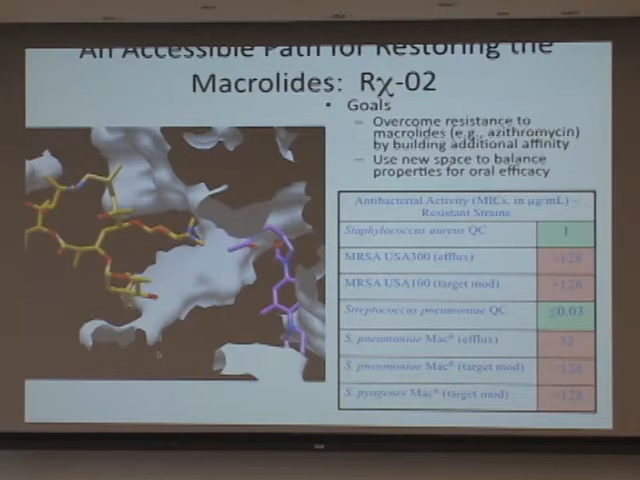 An Accessible Path for Restoring the
Macrolides: Rχ-02
• Goals
– Overcome resistance to
macrolides (e.g., azithromycin)
by building additional affinity
– Use new space to balance
properties for oral efficacy
Antibacterial Activity (MICs, in µg/mL) –
Resistant Strains
Staphylococcus aureus QC 1
MRSA USA300 (efflux) >128
MRSA USA100 (target mod) >128
Streptococcus pneumoniae QC ≤0.03
S. pneumoniae Macᴿ (efflux) 32
S. pneumoniae Macᴿ (target mod) >128
S. pyogenes Macᴿ (target mod) >128